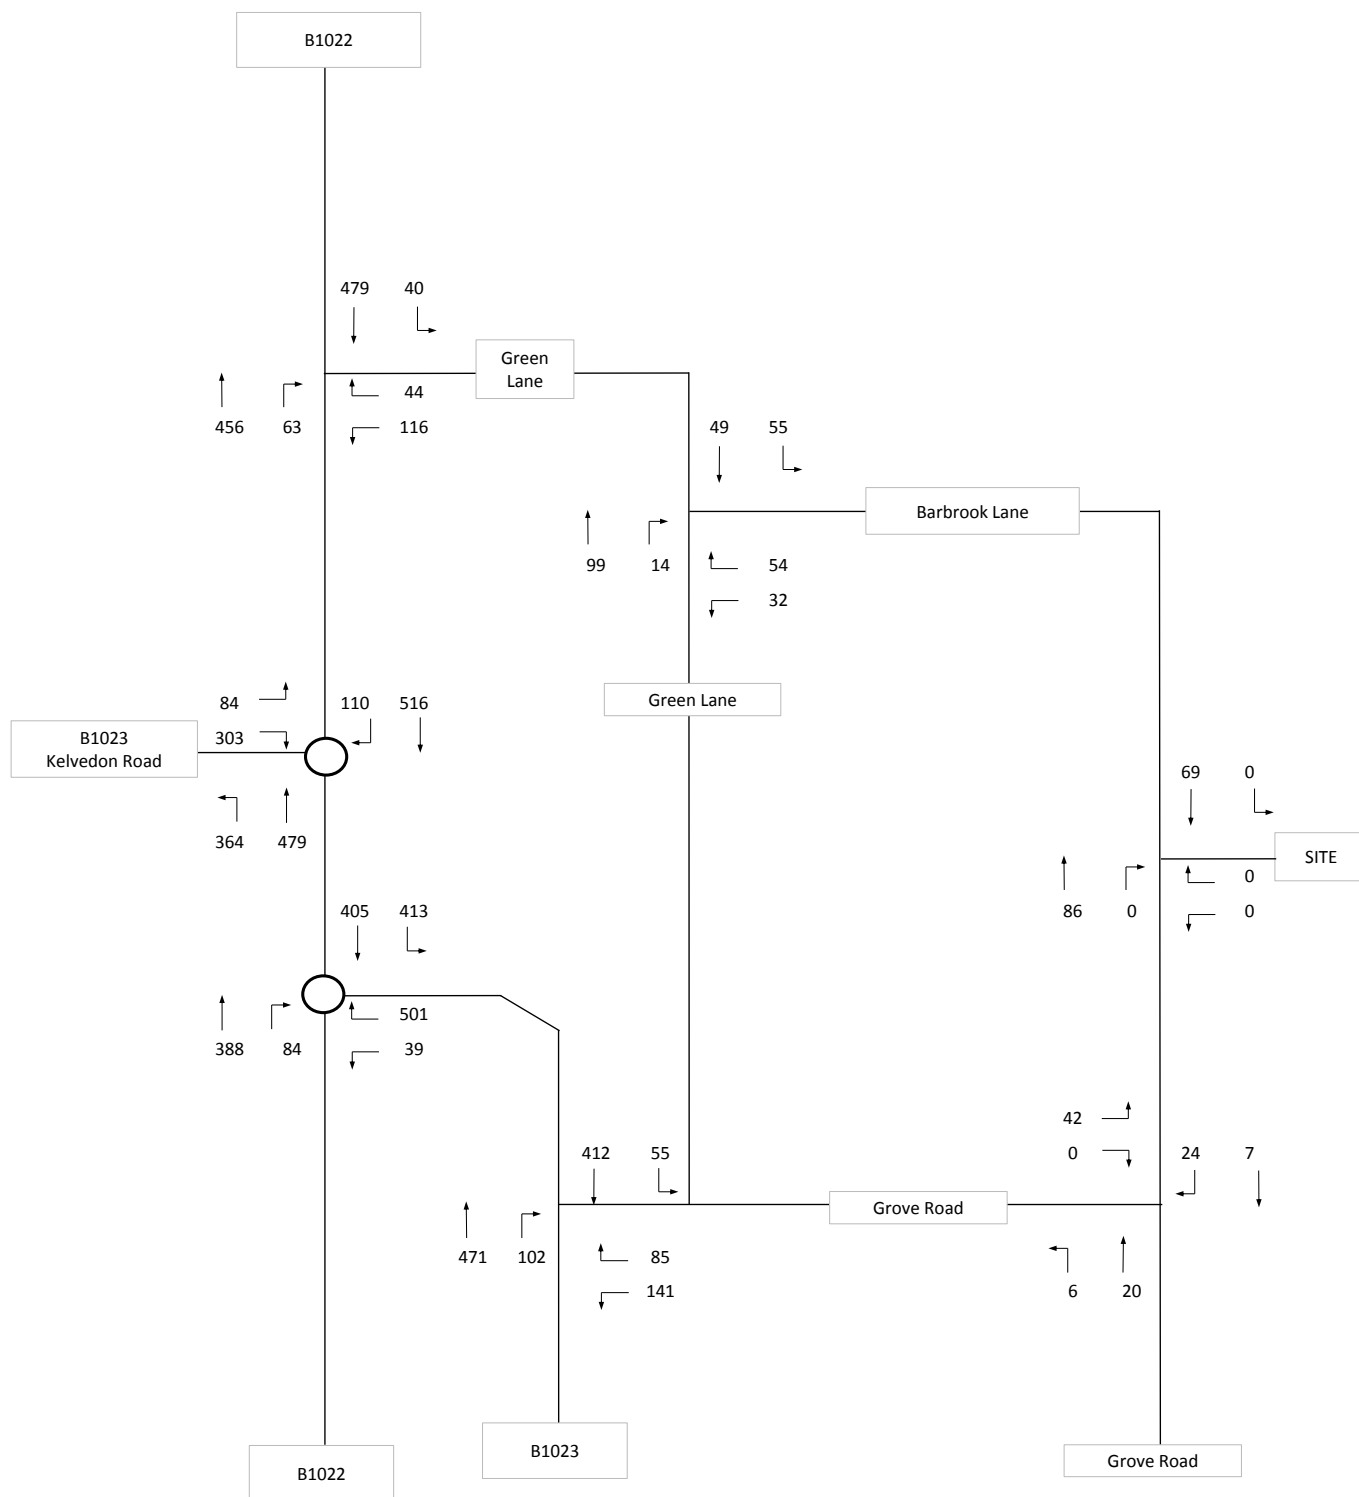 B1022
479 40
Green
Lane
44
456 63 116
49 55
Barbrook Lane
99 14 54
32
Green Lane
84 110 516
303
B1023
Kelvedon Road
69 0
364 479
SITE
0
405 413
86 0 0
501
388 84 39
42
0
412 55 24 7
Grove Road
471 102 85
141 6 20
B1023
Grove Road
B1022